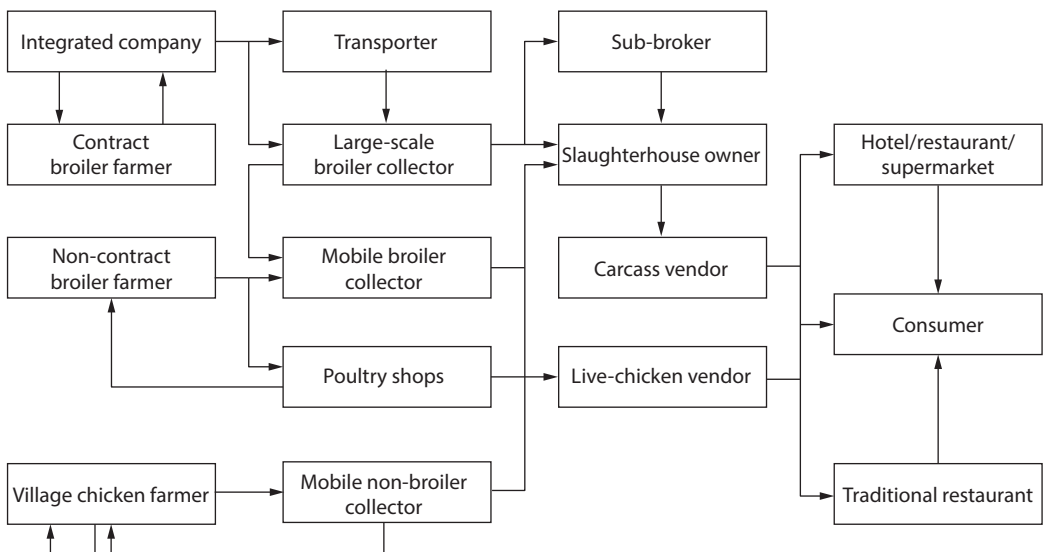 Integrated company
Transporter
Sub-broker
Contract
broiler farmer
Large-scale
broiler collector
Slaughterhouse owner
Hotel/restaurant/
supermarket
Non-contract
broiler farmer
Mobile broiler
collector
Carcass vendor
Consumer
Poultry shops
Live-chicken vendor
Village chicken farmer
Mobile non-broiler
collector
Traditional restaurant